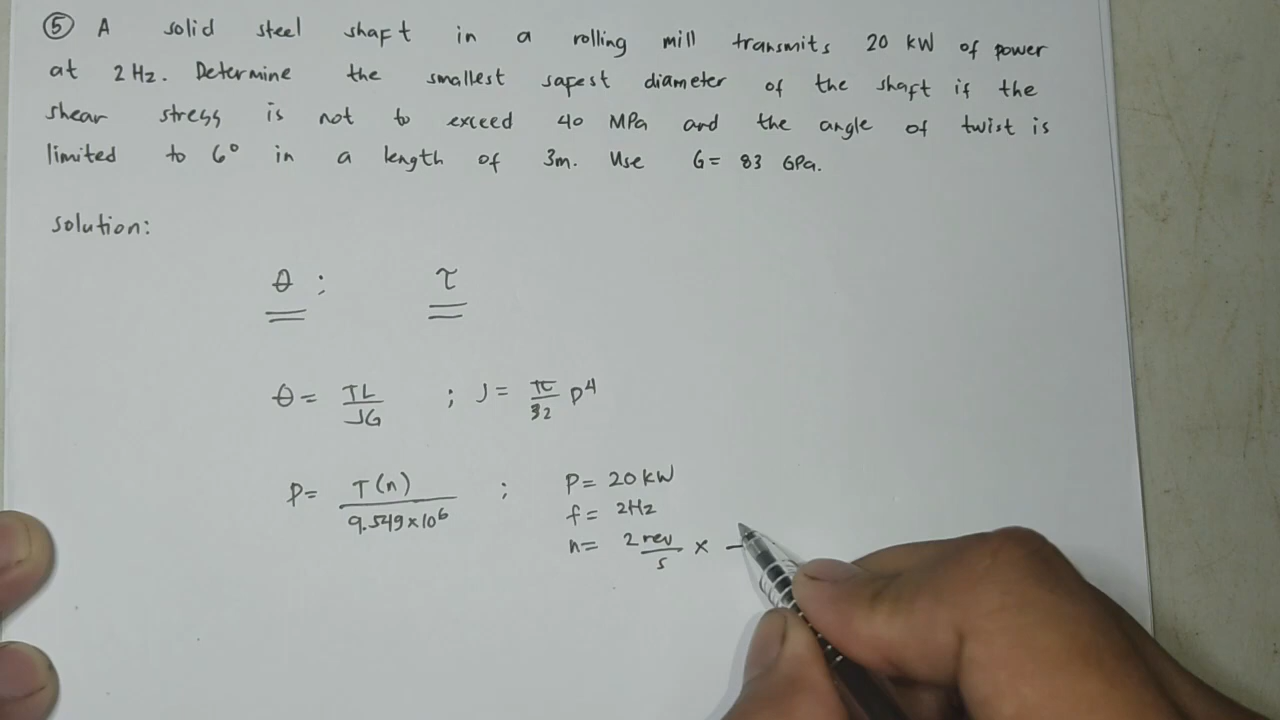 ⑤ A solid steel shaft in a rolling mill transmits 20 kW of power
at 2 Hz. Determine the smallest safest diameter of the shaft if the
shear stress is not to exceed 40 MPa and the angle of twist is
limited to 6° in a length of 3m. Use G = 83 GPa.
solution:
θ ; τ
θ = TL/JG ; J = π/32 D⁴
P = T(n)/9.549×10⁶ ; P = 20 kW
f = 2Hz
n = 2 rev/s ×